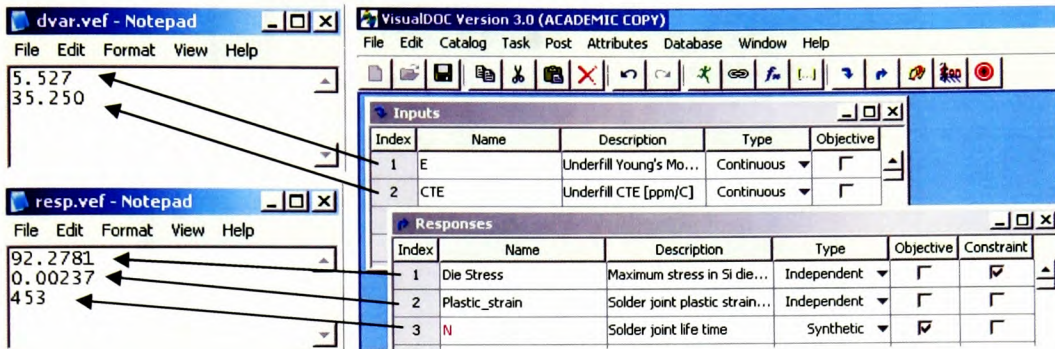 dvar.vef - Notepad
File Edit Format View Help
5.527
35.250
resp.vef - Notepad
File Edit Format View Help
92.2781
0.00237
453
VisualDOC Version 3.0 (ACADEMIC COPY)
File Edit Catalog Task Post Attributes Database Window Help
Inputs
Index Name Description Type Objective
1 E Underfill Young's Mo... Continuous
2 CTE Underfill CTE [ppm/C] Continuous
Responses
Index Name Description Type Objective Constraint
1 Die Stress Maximum stress in Si die... Independent
2 Plastic_strain Solder joint plastic strain... Independent
3 N Solder joint life time Synthetic